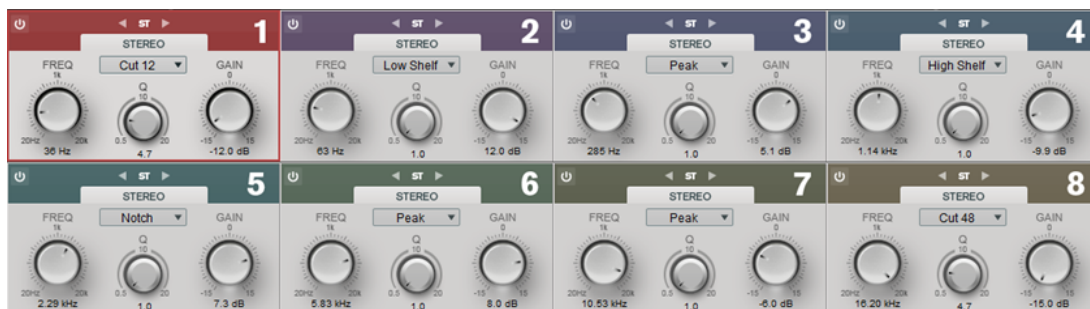 ST 1
STEREO
FREQ Cut 12 GAIN
1k Q 0
10
20Hz 20k 0.5 20 -15 15
36 Hz 4.7 -12.0 dB
ST 2
STEREO
FREQ Low Shelf GAIN
1k Q 0
10
20Hz 20k 0.5 20 -15 15
63 Hz 1.0 12.0 dB
ST 3
STEREO
FREQ Peak GAIN
1k Q 0
10
20Hz 20k 0.5 20 -15 15
285 Hz 1.0 5.1 dB
ST 4
STEREO
FREQ High Shelf GAIN
1k Q 0
10
20Hz 20k 0.5 20 -15 15
1.14 kHz 1.0 -9.9 dB
ST 5
STEREO
FREQ Notch GAIN
1k Q 0
10
20Hz 20k 0.5 20 -15 15
2.29 kHz 1.0 7.3 dB
ST 6
STEREO
FREQ Peak GAIN
1k Q 0
10
20Hz 20k 0.5 20 -15 15
5.83 kHz 1.0 8.0 dB
ST 7
STEREO
FREQ Peak GAIN
1k Q 0
10
20Hz 20k 0.5 20 -15 15
10.53 kHz 1.0 -6.0 dB
ST 8
STEREO
FREQ Cut 48 GAIN
1k Q 0
10
20Hz 20k 0.5 20 -15 15
16.20 kHz 4.7 -15.0 dB